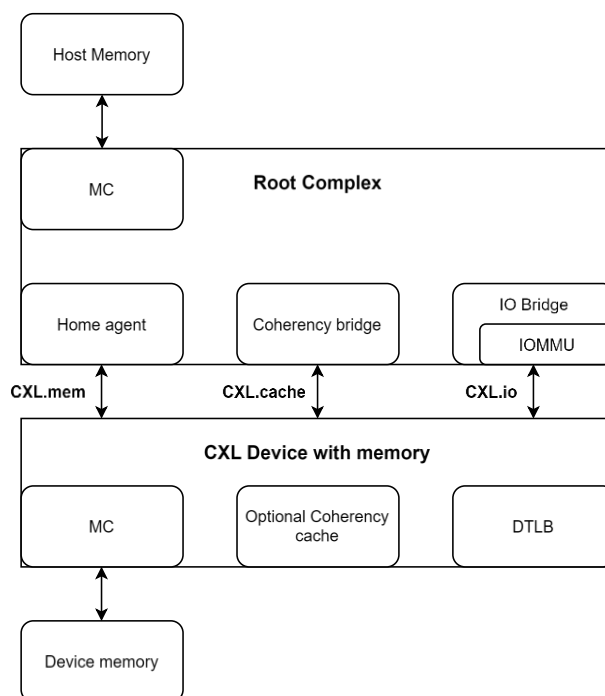 Host Memory
MC
Root Complex
Home agent
Coherency bridge
IO Bridge
IOMMU
CXL.mem
CXL.cache
CXL.io
CXL Device with memory
MC
Optional Coherency
cache
DTLB
Device memory